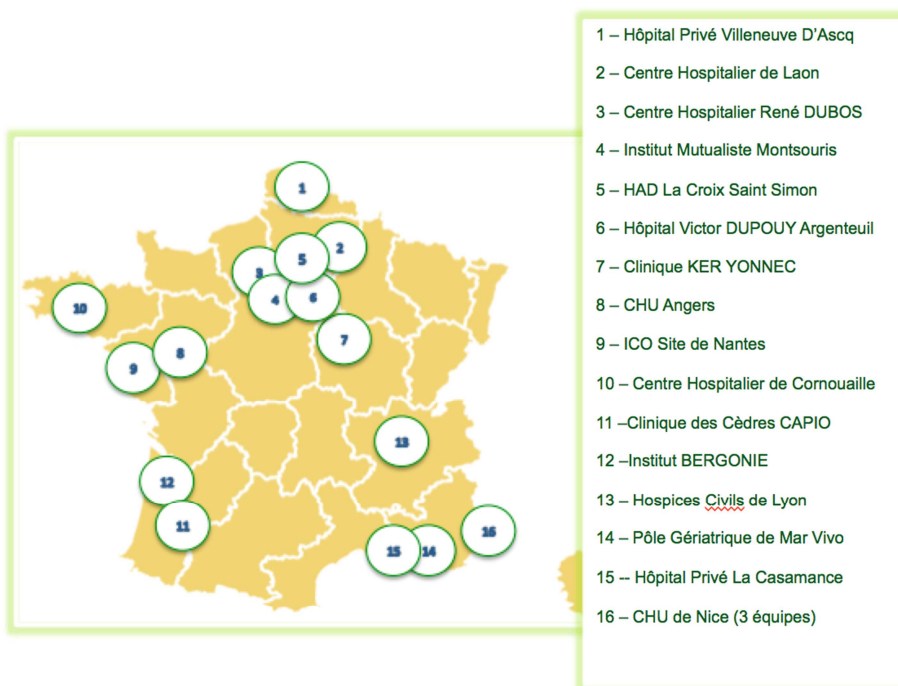 1 – Hôpital Privé Villeneuve D'Ascq
2 – Centre Hospitalier de Laon
3 – Centre Hospitalier René DUBOS
4 – Institut Mutualiste Montsouris
5 – HAD La Croix Saint Simon
6 – Hôpital Victor DUPOUY Argenteuil
7 – Clinique KER YONNEC
8 – CHU Angers
9 – ICO Site de Nantes
10 – Centre Hospitalier de Cornouaille
11 –Clinique des Cèdres CAPIO
12 –Institut BERGONIE
13 – Hospices Civils de Lyon
14 – Pôle Gériatrique de Mar Vivo
15 -- Hôpital Privé La Casamance
16 – CHU de Nice (3 équipes)
1
2
5
3
4
6
10
7
8
9
13
12
11
16
15
14